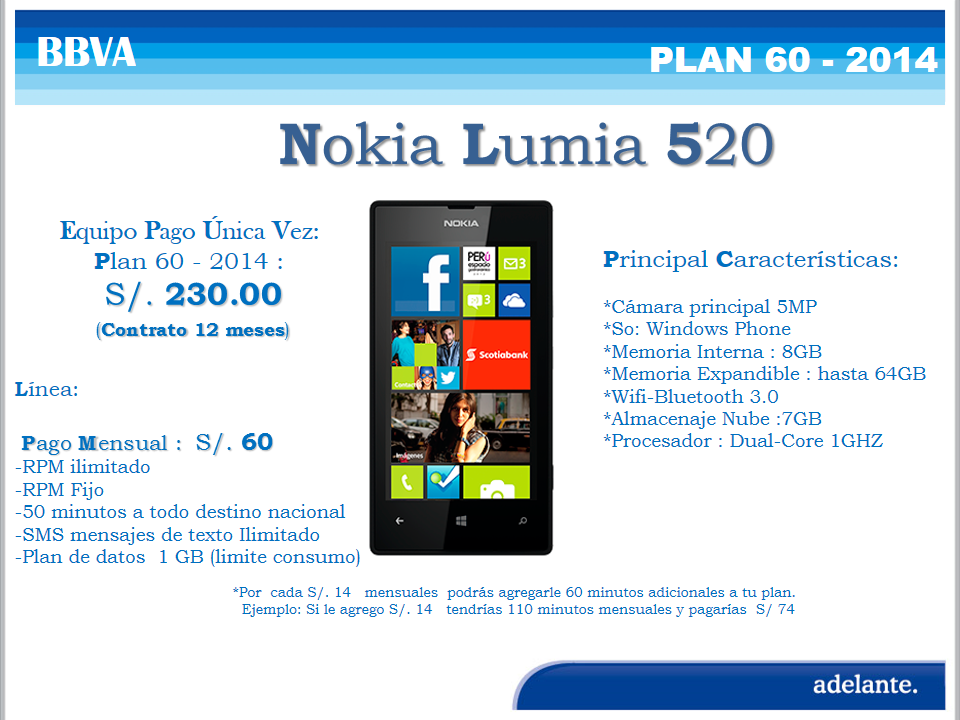 BBVA
PLAN 60 - 2014
Nokia Lumia 520
Equipo Pago Única Vez:
Plan 60 - 2014 :
S/. 230.00
(Contrato 12 meses)
Línea:
Pago Mensual : S/. 60
-RPM ilimitado
-RPM Fijo
-50 minutos a todo destino nacional
-SMS mensajes de texto Ilimitado
-Plan de datos 1 GB (limite consumo)
NOKIA
PERÚ
3
3
Scotiabank
Contactos
Imágenes
Principal Características:
*Cámara principal 5MP
*So: Windows Phone
*Memoria Interna : 8GB
*Memoria Expandible : hasta 64GB
*Wifi-Bluetooth 3.0
*Almacenaje Nube :7GB
*Procesador : Dual-Core 1GHZ
*Por cada S/. 14 mensuales podrás agregarle 60 minutos adicionales a tu plan.
Ejemplo: Si le agrego S/. 14 tendrías 110 minutos mensuales y pagarías S/ 74
adelante.